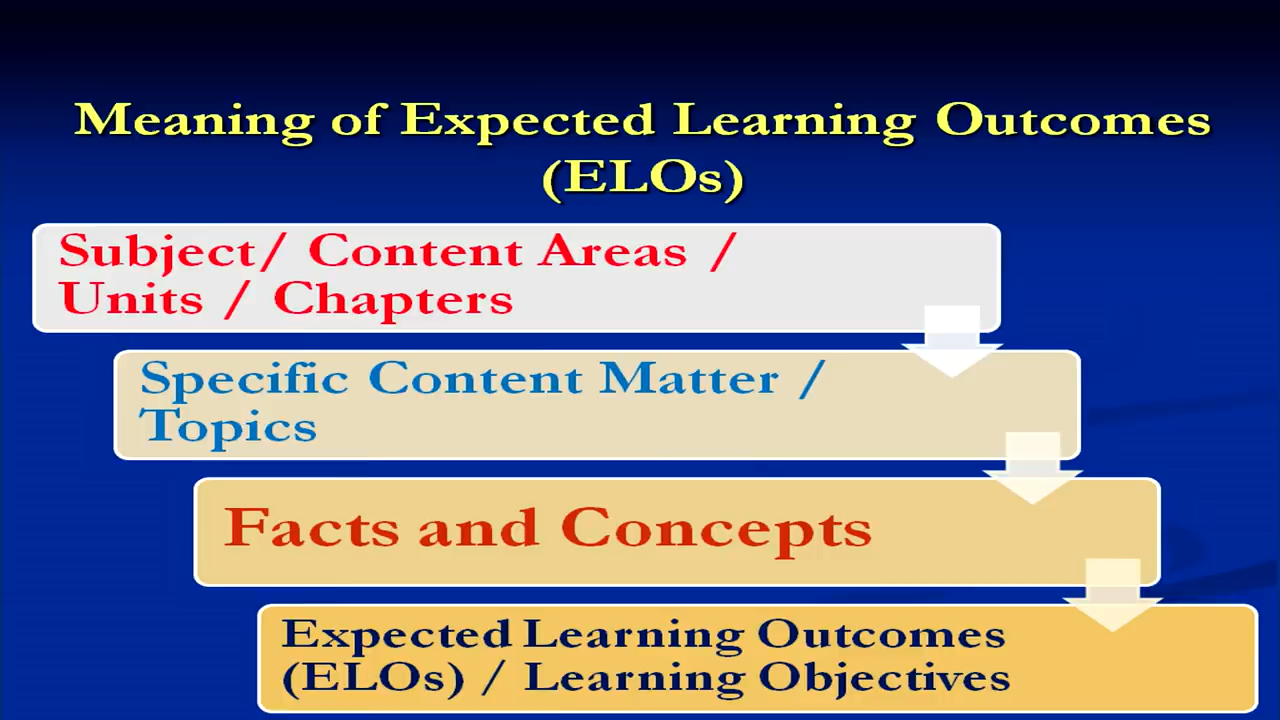 Meaning of Expected Learning Outcomes
(ELOs)
Subject/ Content Areas /
Units / Chapters
Specific Content Matter /
Topics
Facts and Concepts
Expected Learning Outcomes
(ELOs) / Learning Objectives